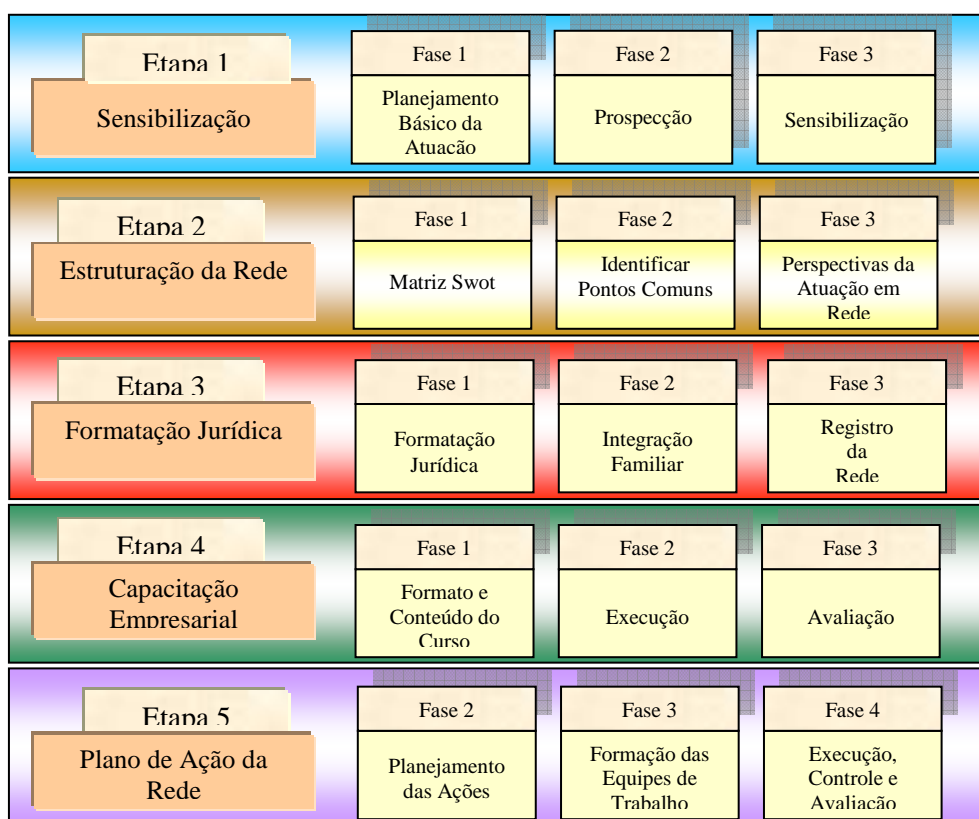 Etapa 1
Sensibilização
Fase 1
Planejamento
Básico da
Atuação
Fase 2
Prospecção
Fase 3
Sensibilização
Etapa 2
Estruturação da Rede
Fase 1
Matriz Swot
Fase 2
Identificar
Pontos Comuns
Fase 3
Perspectivas da
Atuação em
Rede
Etapa 3
Formatação Jurídica
Fase 1
Formatação
Jurídica
Fase 2
Integração
Familiar
Fase 3
Registro
da
Rede
Etapa 4
Capacitação
Empresarial
Fase 1
Formato e
Conteúdo do
Curso
Fase 2
Execução
Fase 3
Avaliação
Etapa 5
Plano de Ação da
Rede
Fase 2
Planejamento
das Ações
Fase 3
Formação das
Equipes de
Trabalho
Fase 4
Execução,
Controle e
Avaliação